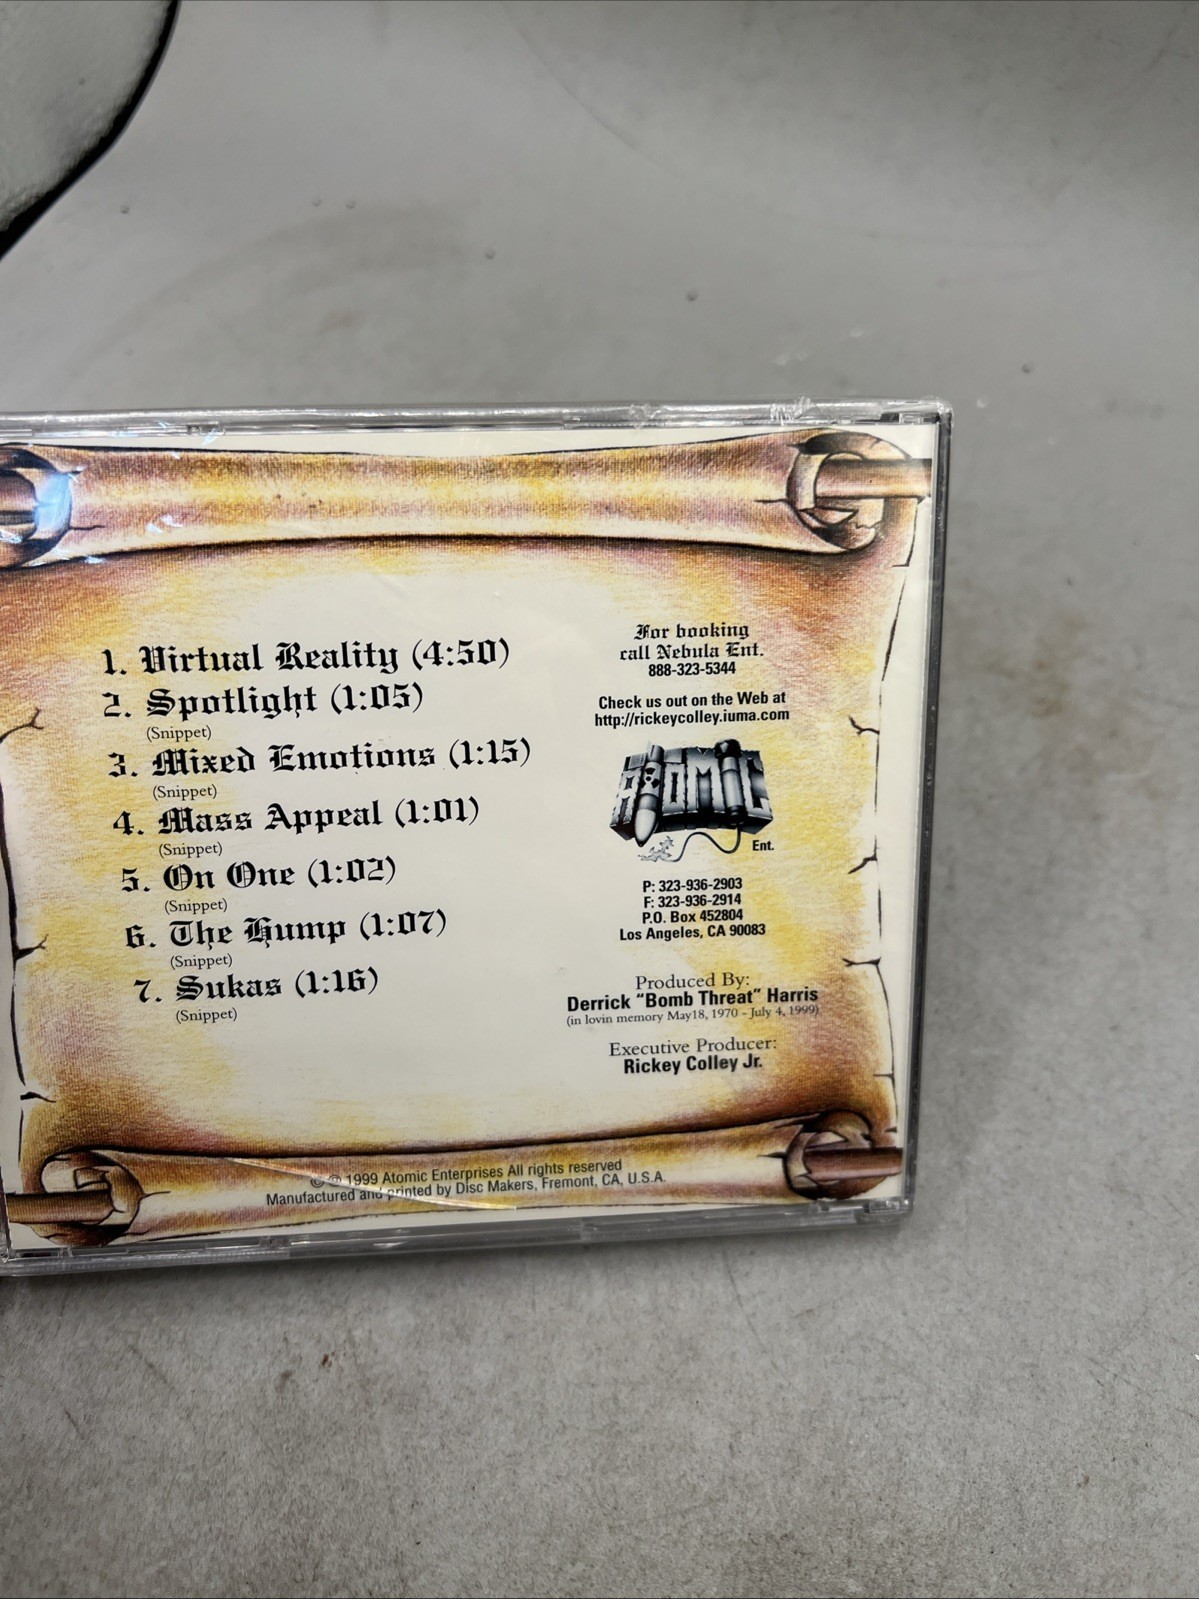 1. Virtual Reality (4:50)
2. Spotlight (1:05)
(Snippet)
3. Mixed Emotions (1:15)
(Snippet)
4. Mass Appeal (1:01)
(Snippet)
5. On One (1:02)
(Snippet)
6. The Hump (1:07)
(Snippet)
7. Sukas (1:16)
(Snippet)
For booking
call Nebula Ent.
888-323-5344
Check us out on the Web at
http://rickeycolley.iuma.com
ATOMIC
Ent.
P: 323-936-2903
F: 323-936-2914
P.O. Box 452804
Los Angeles, CA 90083
Produced By:
Derrick "Bomb Threat" Harris
(in lovin memory May18, 1970 - July 4, 1999)
Executive Producer:
Rickey Colley Jr.
© ℗ 1999 Atomic Enterprises All rights reserved
Manufactured and printed by Disc Makers, Fremont, CA, U.S.A.